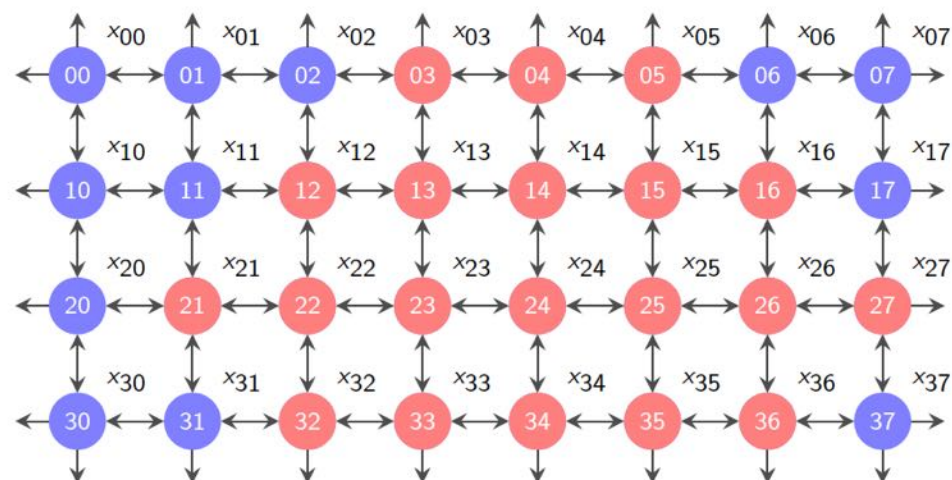 x00 x01 x02 x03 x04 x05 x06 x07
00 01 02 03 04 05 06 07
x10 x11 x12 x13 x14 x15 x16 x17
10 11 12 13 14 15 16 17
x20 x21 x22 x23 x24 x25 x26 x27
20 21 22 23 24 25 26 27
x30 x31 x32 x33 x34 x35 x36 x37
30 31 32 33 34 35 36 37